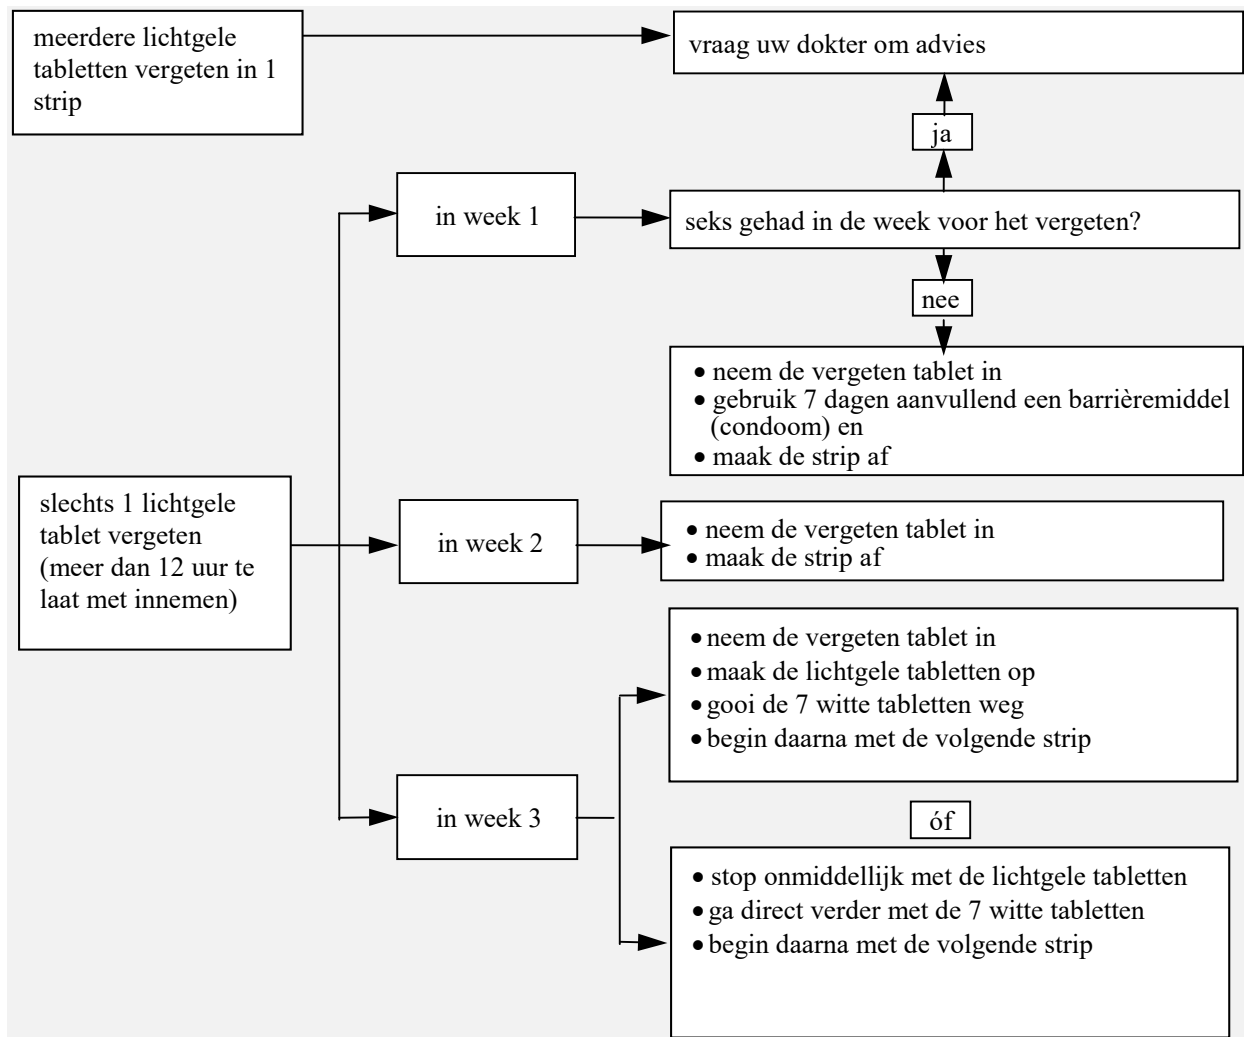 meerdere lichtgele
tabletten vergeten in 1
strip
vraag uw dokter om advies
ja
in week 1
seks gehad in de week voor het vergeten?
nee
• neem de vergeten tablet in
• gebruik 7 dagen aanvullend een barrièremiddel
(condoom) en
• maak de strip af
slechts 1 lichtgele
tablet vergeten
(meer dan 12 uur te
laat met innemen)
in week 2
• neem de vergeten tablet in
• maak de strip af
in week 3
• neem de vergeten tablet in
• maak de lichtgele tabletten op
• gooi de 7 witte tabletten weg
• begin daarna met de volgende strip
óf
• stop onmiddellijk met de lichtgele tabletten
• ga direct verder met de 7 witte tabletten
• begin daarna met de volgende strip